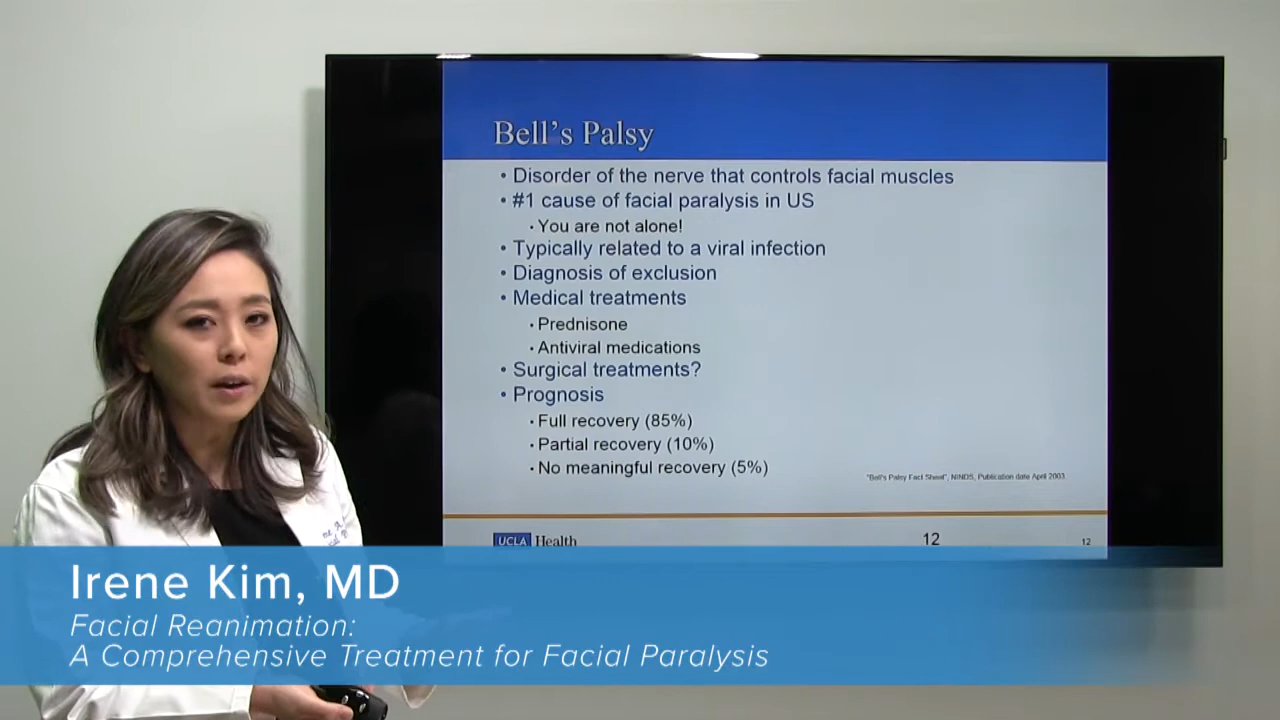 Bell's Palsy
• Disorder of the nerve that controls facial muscles
• #1 cause of facial paralysis in US
• You are not alone!
• Typically related to a viral infection
• Diagnosis of exclusion
• Medical treatments
• Prednisone
• Antiviral medications
• Surgical treatments?
• Prognosis
• Full recovery (85%)
• Partial recovery (10%)
• No meaningful recovery (5%)
"Bell's Palsy Fact Sheet", NINDS, Publication date April 2003.
UCLA Health
12
12
Irene Kim, MD
Facial Reanimation:
A Comprehensive Treatment for Facial Paralysis